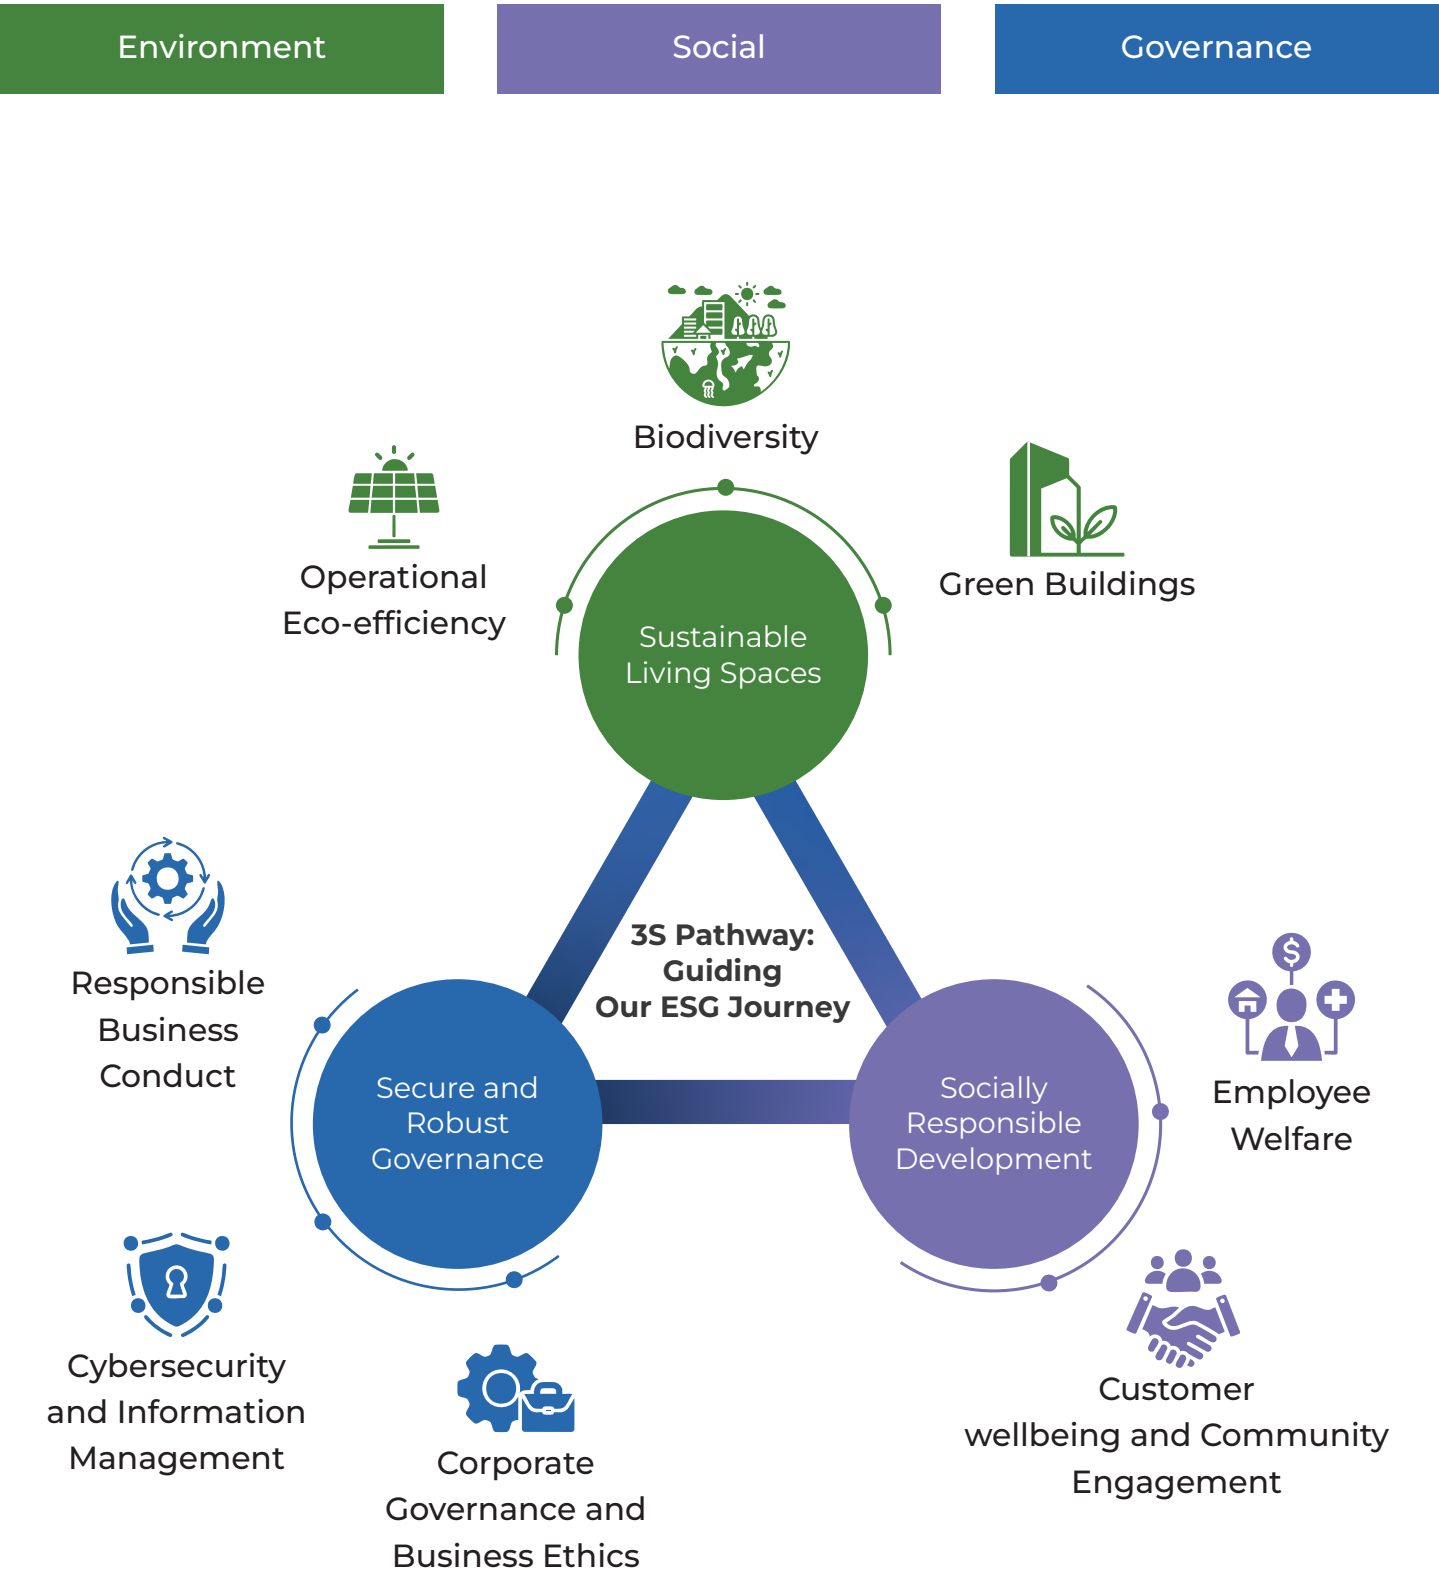 Environment
Social
Governance
Biodiversity
Operational
Eco-efficiency
Green Buildings
Sustainable
Living Spaces
3S Pathway:
Guiding
Our ESG Journey
Responsible
Business
Conduct
Secure and
Robust
Governance
Socially
Responsible
Development
Employee
Welfare
Cybersecurity
and Information
Management
Corporate
Governance and
Business Ethics
Customer
wellbeing and Community
Engagement